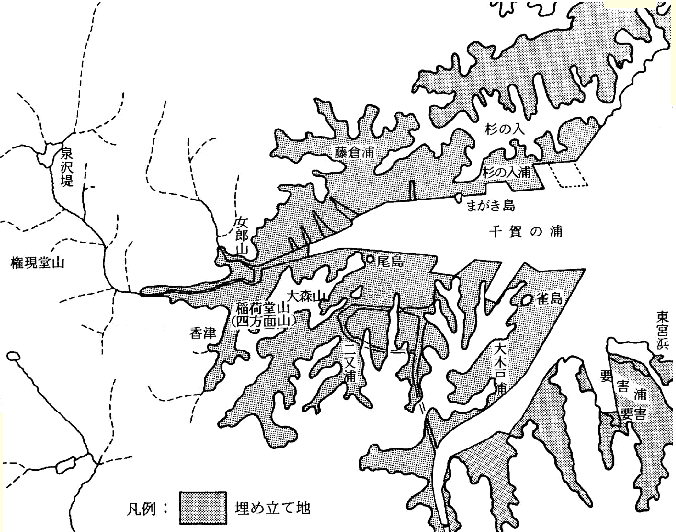 杉の入
藤倉浦
杉の入浦
まがき島
千賀の浦
泉沢堤
女郎山
権現堂山
尾島
大森山
稲荷堂山
(四方面山)
雀島
香津
二又浦
大木戸浦
東宮浜
要害浦
要害
凡例：埋め立て地